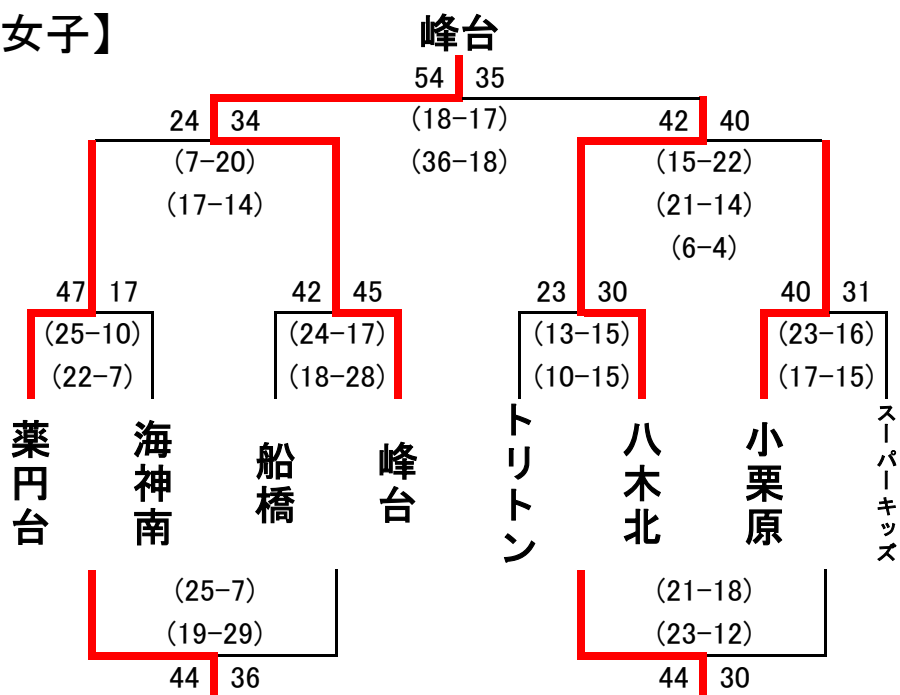 女子】
峰台
54 35
(18-17)
(36-18)
24 34
(7-20)
(17-14)
42 40
(15-22)
(21-14)
(6-4)
47 17
(25-10)
(22-7)
42 45
(24-17)
(18-28)
23 30
(13-15)
(10-15)
40 31
(23-16)
(17-15)
薬円台
海神南
船橋
峰台
トリトン
八木北
小栗原
スーパーキッズ
(25-7)
(19-29)
44 36
(21-18)
(23-12)
44 30